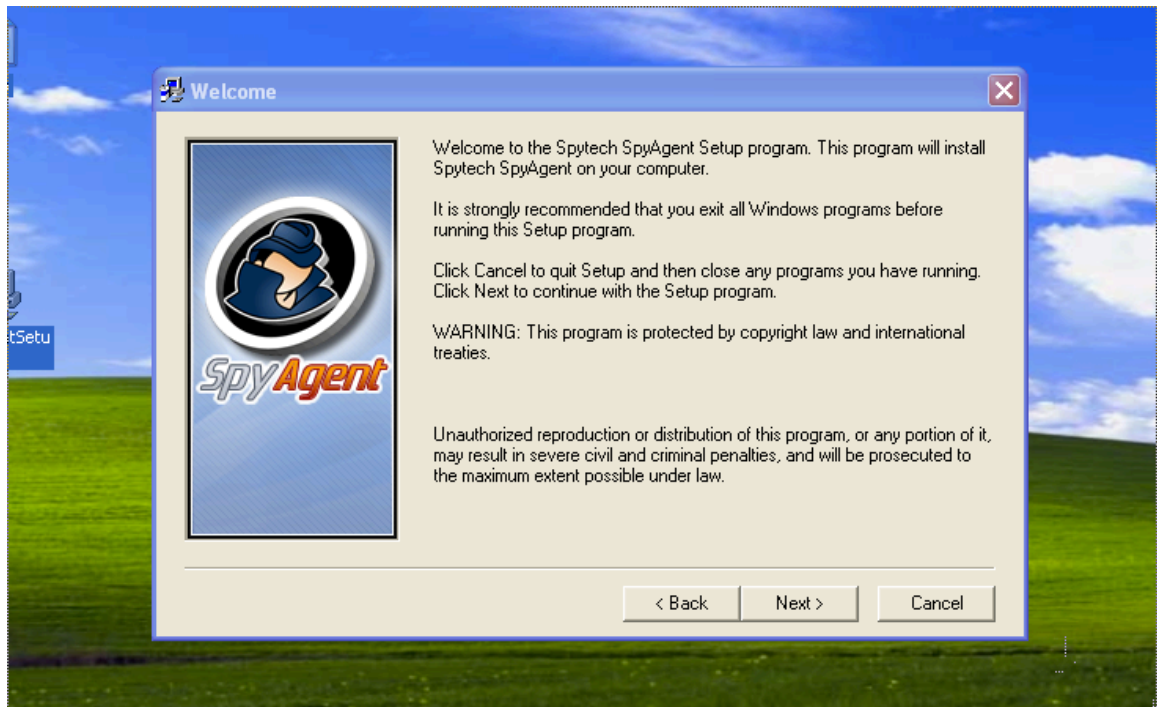 Welcome
Welcome to the Spytech SpyAgent Setup program. This program will install
Spytech SpyAgent on your computer.
It is strongly recommended that you exit all Windows programs before
running this Setup program.
Click Cancel to quit Setup and then close any programs you have running.
Click Next to continue with the Setup program.
WARNING: This program is protected by copyright law and international
treaties.
Unauthorized reproduction or distribution of this program, or any portion of it,
may result in severe civil and criminal penalties, and will be prosecuted to
the maximum extent possible under law.
SpyAgent
tSetu
< Back
Next >
Cancel